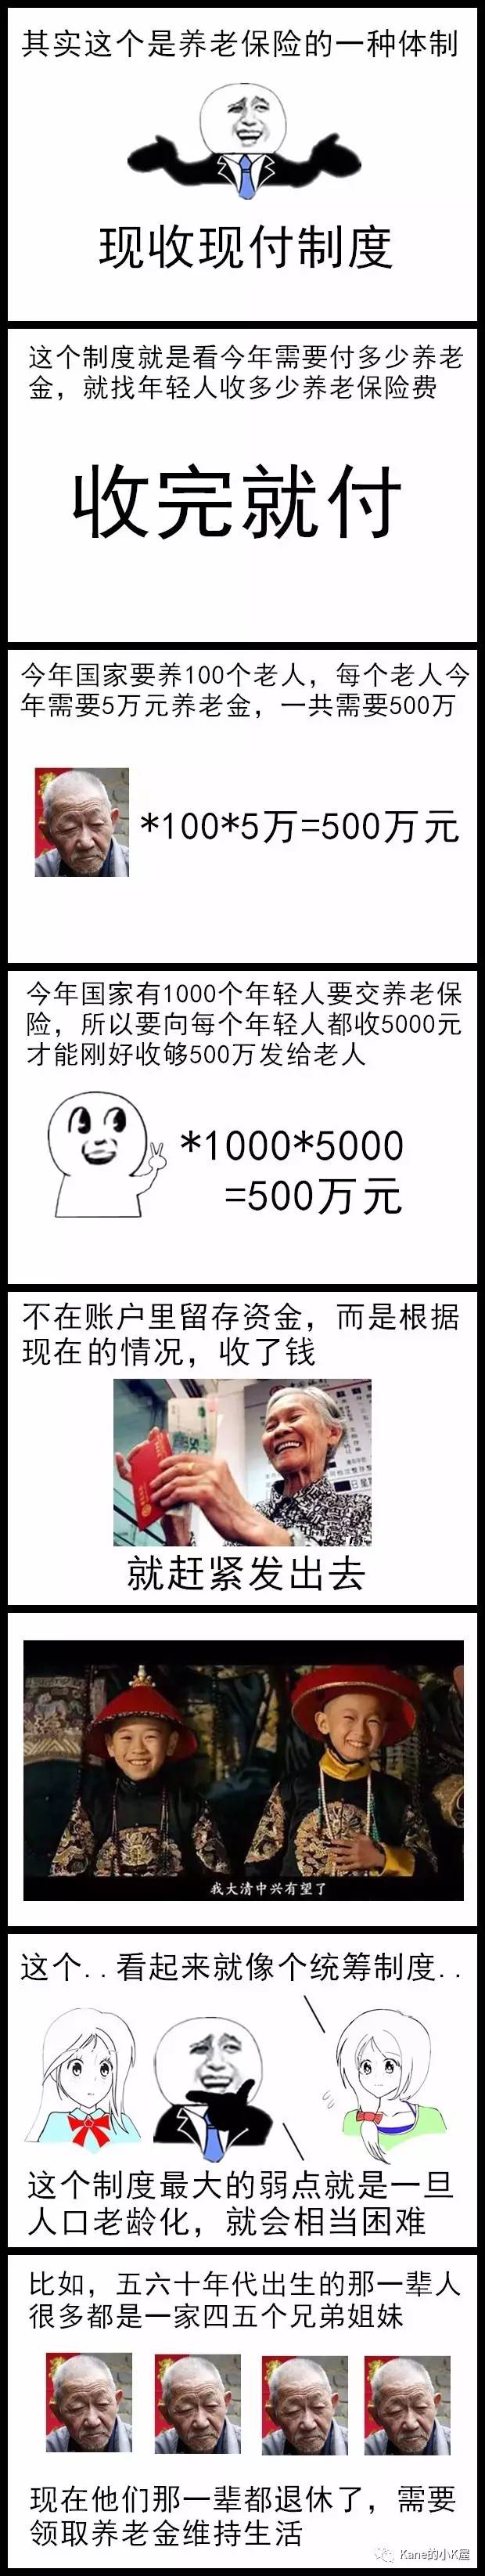 其实这个是养老保险的一种体制
现收现付制度
这个制度就是看今年需要付多少养老
金，就找年轻人收多少养老保险费
收完就付
今年国家要养100个老人，每个老人今
年需要5万元养老金，一共需要500万
*100*5万=500万元
今年国家有1000个年轻人要交养老保
险，所以要向每个年轻人都收5000元
才能刚好收够500万发给老人
*1000*5000
=500万元
不在账户里留存资金，而是根据
现在的情况，收了钱
就赶紧发出去
我大清中兴有望了
这个..看起来就像个统筹制度..
这个制度最大的弱点就是一旦
人口老龄化，就会相当困难
比如，五六十年代出生的那一辈人
很多都是一家四五个兄弟姐妹
现在他们那一辈都退休了，需要
领取养老金维持生活
Kane的小K屋